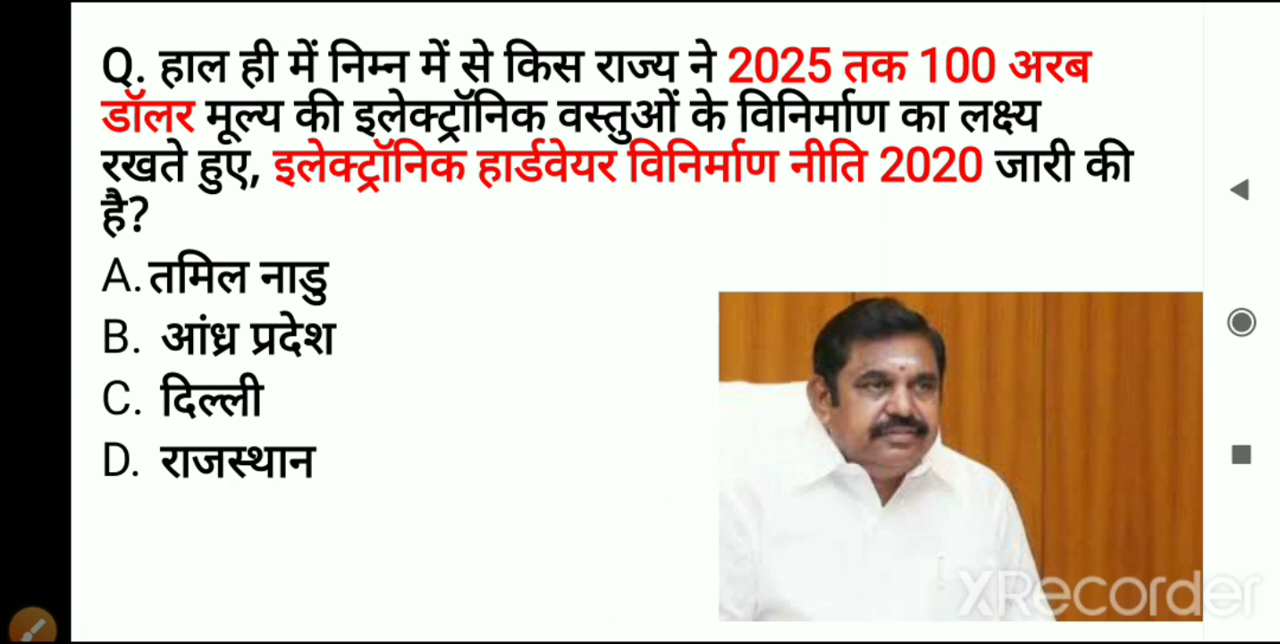 Q. हाल ही में निम्न में से किस राज्य ने 2025 तक 100 अरब
डॉलर मूल्य की इलेक्ट्रॉनिक वस्तुओं के विनिर्माण का लक्ष्य
रखते हुए, इलेक्ट्रॉनिक हार्डवेयर विनिर्माण नीति 2020 जारी की
है?
A. तमिल नाडु
B. आंध्र प्रदेश
C. दिल्ली
D. राजस्थान
XRecorder